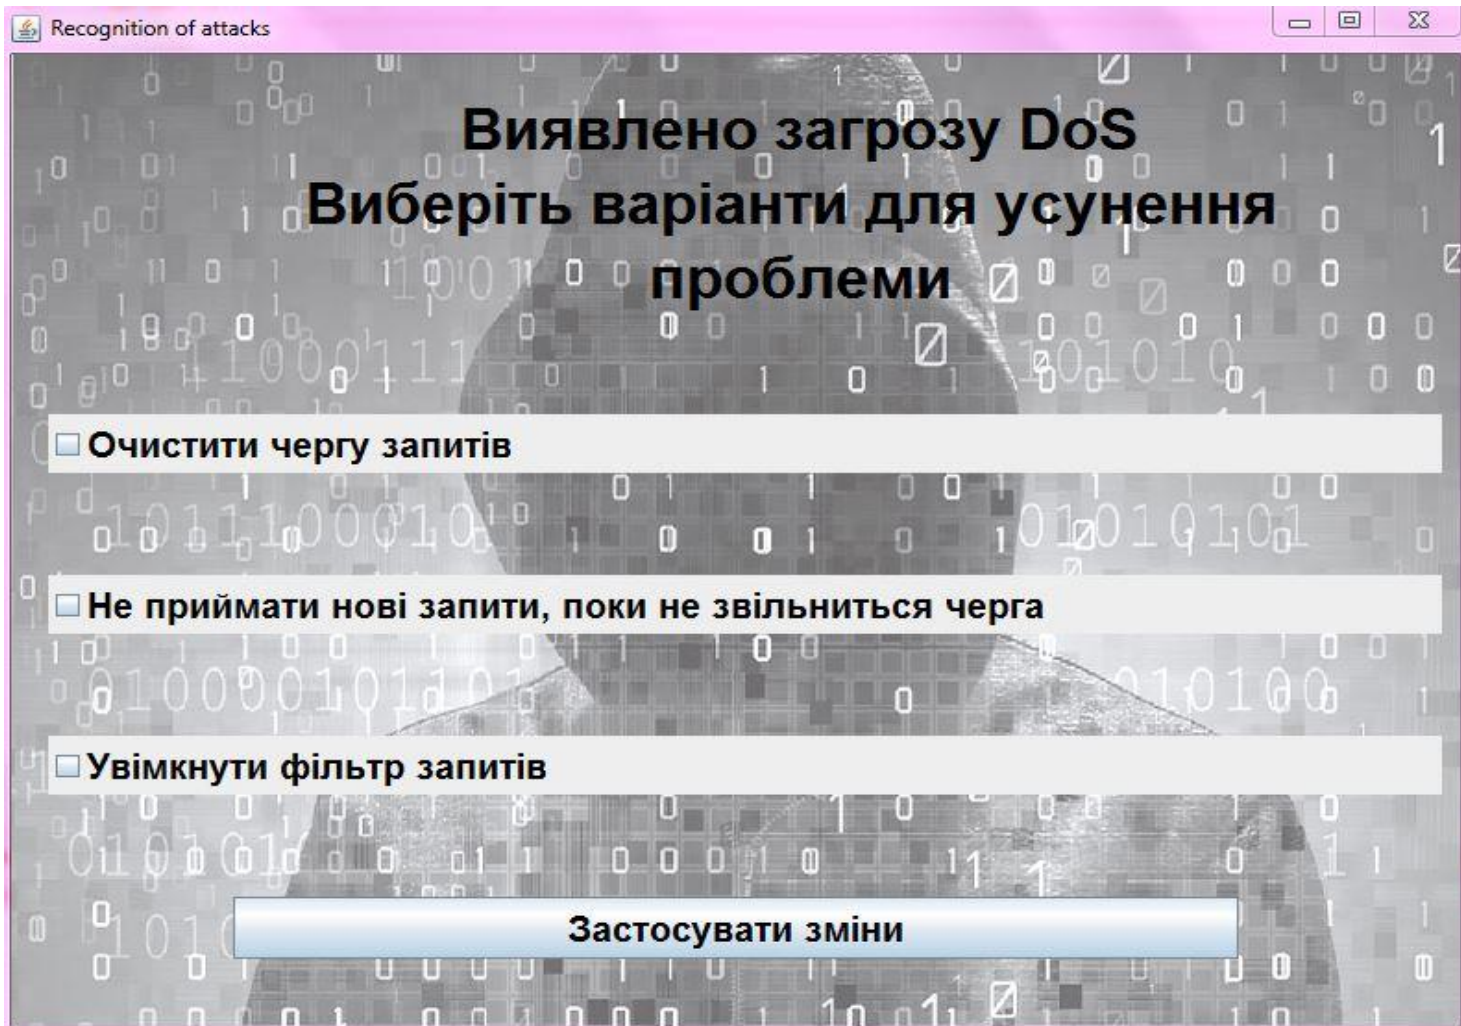 Recognition of attacks
Виявлено загрозу DoS
Виберіть варіанти для усунення
проблеми
Очистити чергу запитів
Не приймати нові запити, поки не звільниться черга
Увімкнути фільтр запитів
Застосувати зміни